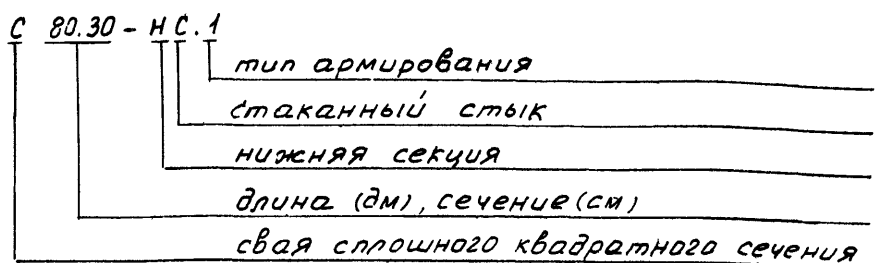 С 80.30 - НС.1
тип армирования
стаканный стык
нижняя секция
длина (дм), сечение (см)
свая сплошного квадратного сечения